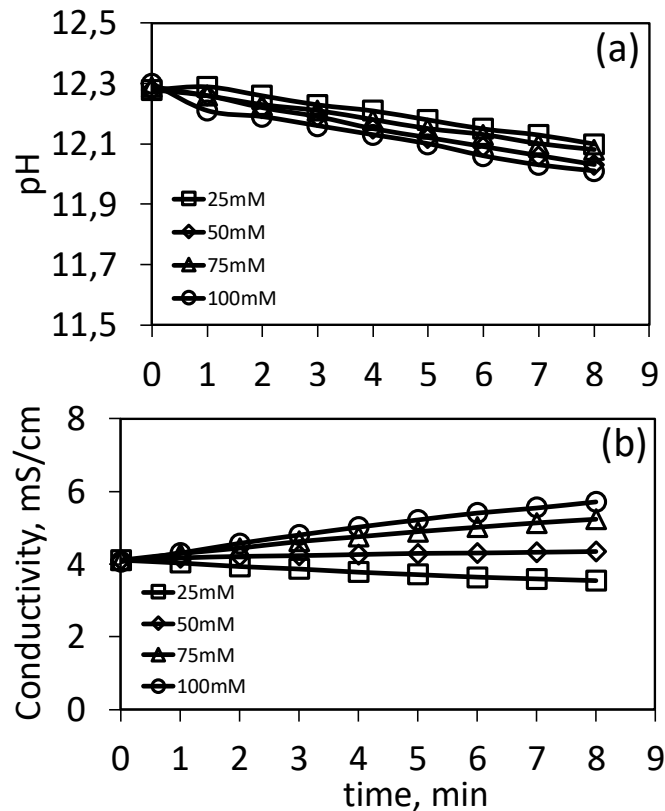 12,5
(a)
12,3
12,1
pH
11,9
25mM
50mM
11,7
75mM
100mM
11,5
0 1 2 3 4 5 6 7 8 9
8
(b)
6
Conductivity, mS/cm
4
25mM
50mM
2
75mM
100mM
0
0 1 2 3 4 5 6 7 8 9
time, min